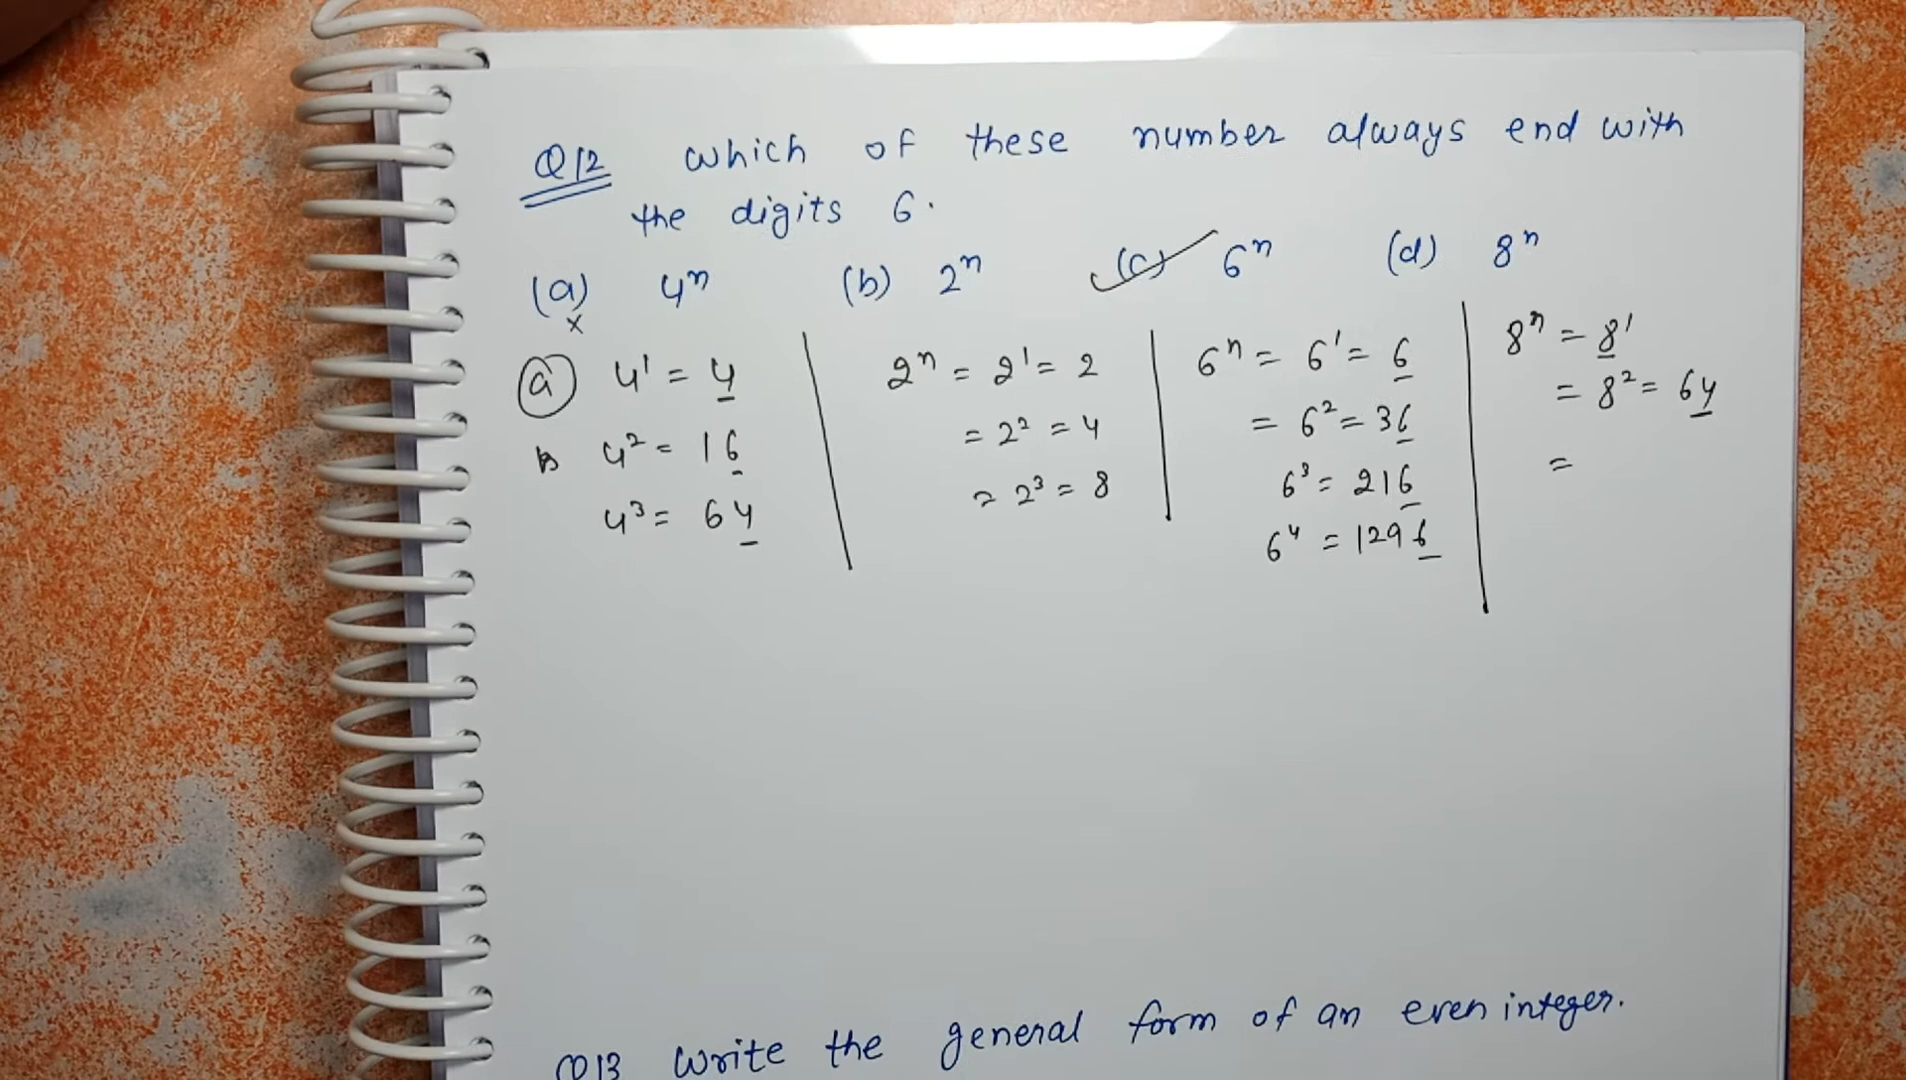 Q12 which of these number always end with
the digits 6.
(a) 4ⁿ (b) 2ⁿ (c) 6ⁿ (d) 8ⁿ
x
(a) 4¹ = 4
4² = 16
4³ = 64
2ⁿ = 2¹ = 2
= 2² = 4
= 2³ = 8
6ⁿ = 6¹ = 6
= 6² = 36
6³ = 216
6⁴ = 1296
8ⁿ = 8¹
= 8² = 64
=
Q13 write the general form of an even integer.